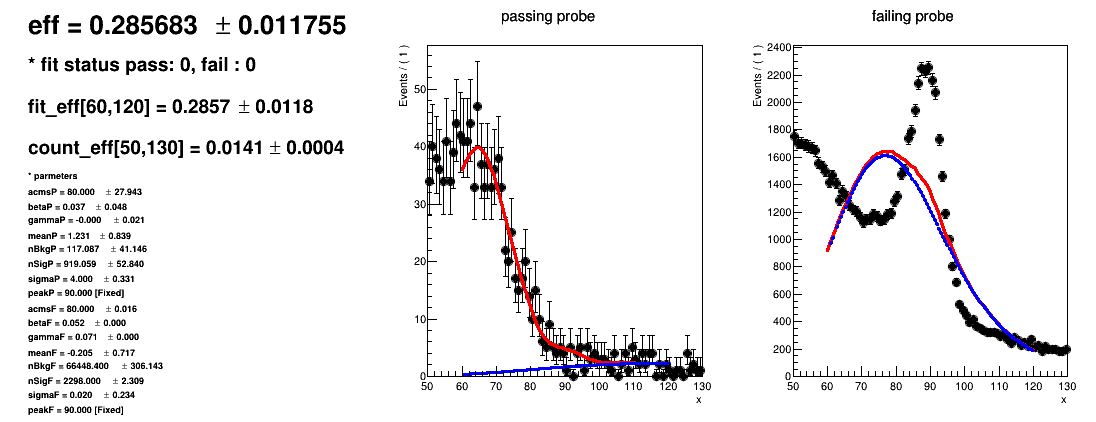 eff = 0.285683 ± 0.011755
* fit status pass: 0, fail : 0
fit_eff[60,120] = 0.2857 ± 0.0118
count_eff[50,130] = 0.0141 ± 0.0004
* parmeters
acmsP = 80.000 ± 27.943
betaP = 0.037 ± 0.048
gammaP = -0.000 ± 0.021
meanP = 1.231 ± 0.839
nBkgP = 117.087 ± 41.146
nSigP = 919.059 ± 52.840
sigmaP = 4.000 ± 0.331
peakP = 90.000 [Fixed]
acmsF = 80.000 ± 0.016
betaF = 0.052 ± 0.000
gammaF = 0.071 ± 0.000
meanF = -0.205 ± 0.717
nBkgF = 66448.400 ± 306.143
nSigF = 2298.000 ± 2.309
sigmaF = 0.020 ± 0.234
peakF = 90.000 [Fixed]
passing probe
Events / ( 1 )
50
40
30
20
10
0
50 60 70 80 90 100 110 120 130
x
failing probe
Events / ( 1 )
2400
2200
2000
1800
1600
1400
1200
1000
800
600
400
200
0
50 60 70 80 90 100 110 120 130
x